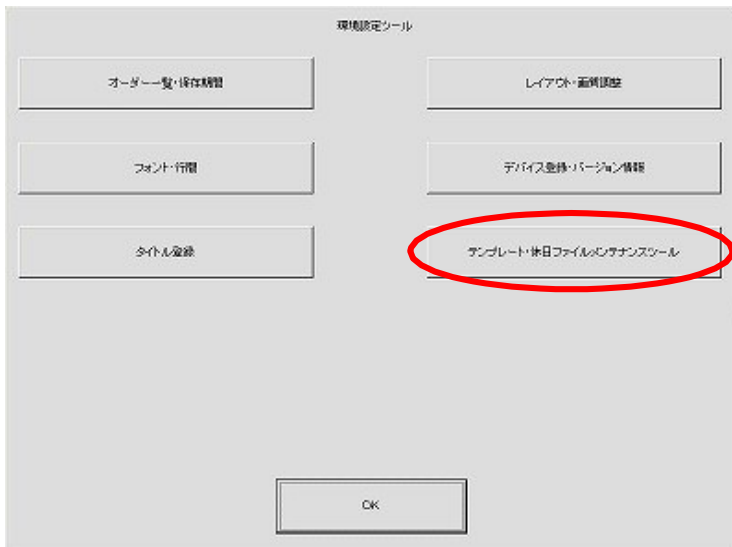 環境設定ツール
オーダー一覧・保存期間
レイアウト・画質調整
フォント・行間
デバイス登録・バージョン情報
タイトル登録
テンプレート・休日ファイルメンテナンスツール
OK